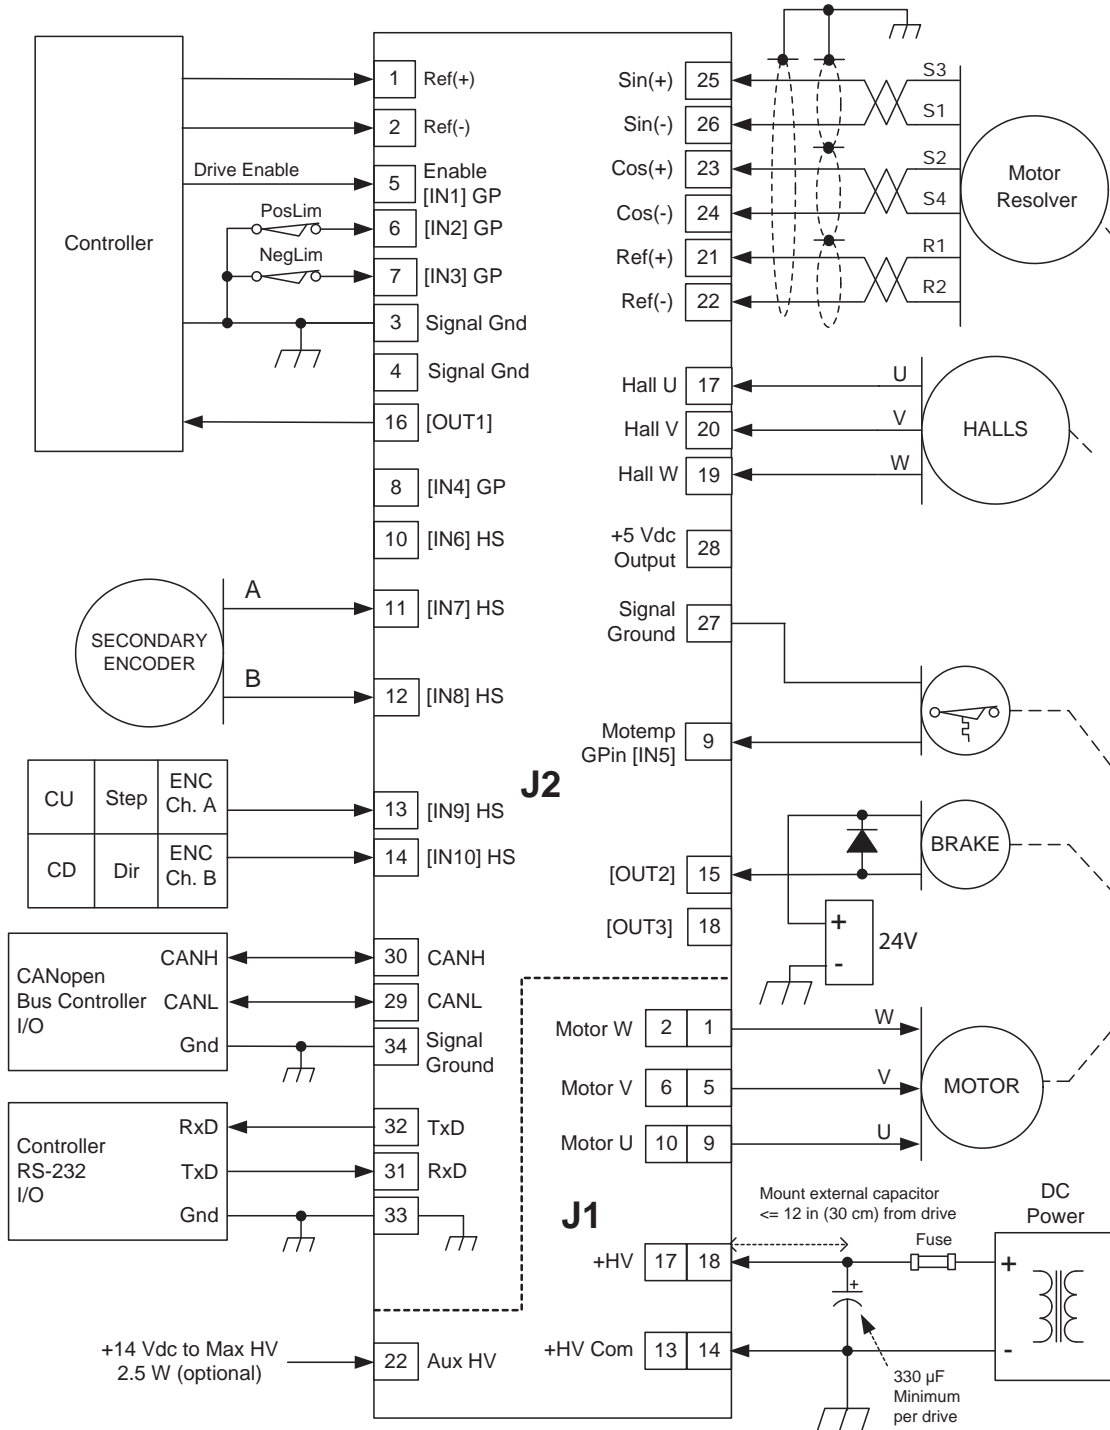 Controller
Drive Enable
PosLim
NegLim
1 Ref(+)
2 Ref(-)
5 Enable
[IN1] GP
6 [IN2] GP
7 [IN3] GP
3 Signal Gnd
4 Signal Gnd
16 [OUT1]
8 [IN4] GP
10 [IN6] HS
SECONDARY
ENCODER
A
11 [IN7] HS
B
12 [IN8] HS
CU Step ENC
Ch. A
CD Dir ENC
Ch. B
13 [IN9] HS
14 [IN10] HS
CANopen
Bus Controller
I/O
CANH
CANL
Gnd
30 CANH
29 CANL
34 Signal
Ground
Controller
RS-232
I/O
RxD
TxD
Gnd
32 TxD
31 RxD
33
+14 Vdc to Max HV
2.5 W (optional)
22 Aux HV
J2
J1
Sin(+) 25
Sin(-) 26
Cos(+) 23
Cos(-) 24
Ref(+) 21
Ref(-) 22
S3
S1
S2
S4
R1
R2
Motor
Resolver
Hall U 17
Hall V 20
Hall W 19
U
V
W
HALLS
+5 Vdc
Output
28
Signal
Ground
27
Motemp
GPin [IN5]
9
[OUT2] 15
[OUT3] 18
BRAKE
+
-
24V
Motor W 2 1
Motor V 6 5
Motor U 10 9
W
V
U
MOTOR
Mount external capacitor
<= 12 in (30 cm) from drive
DC
Power
Fuse
+HV 17 18
+
+
+HV Com 13 14
-
330 µF
Minimum
per drive